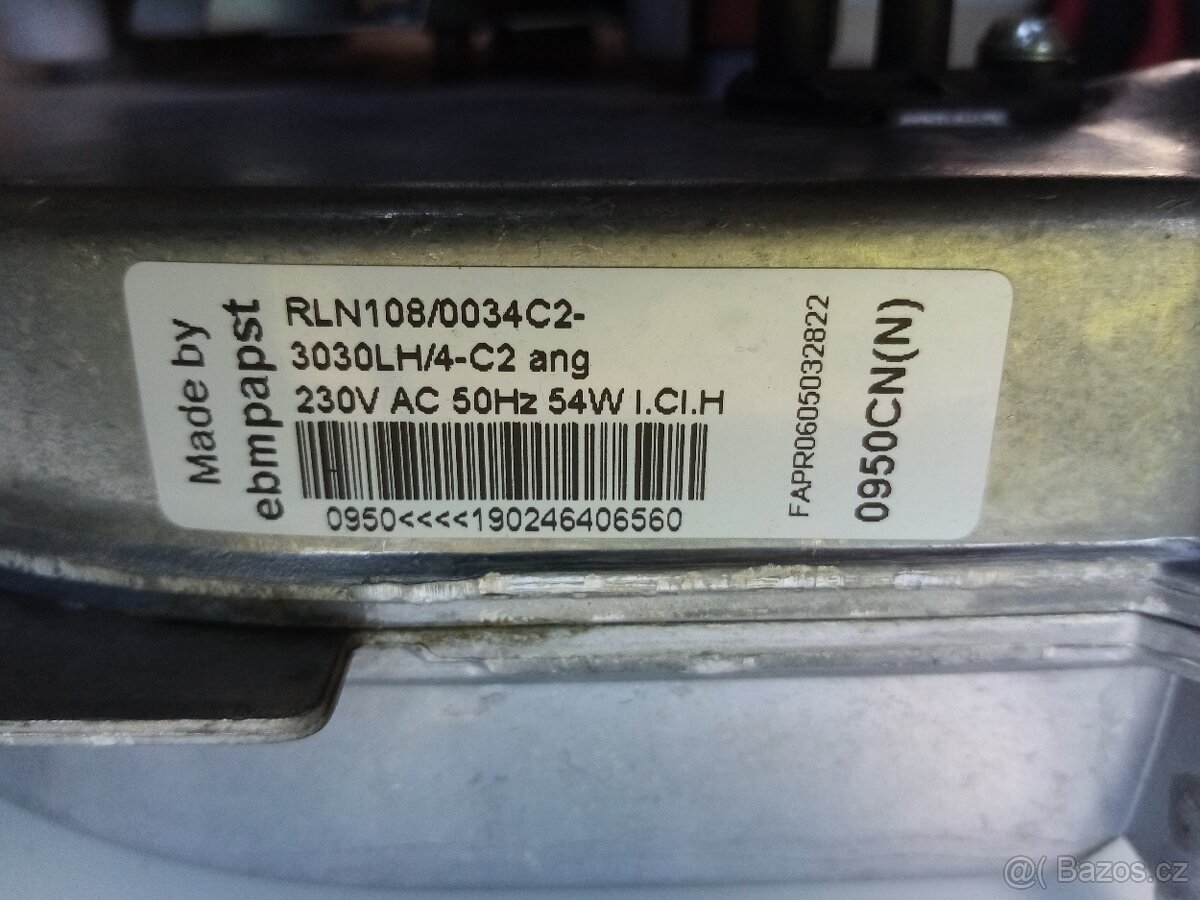 Made by
ebmpapst
RLN108/0034C2-
3030LH/4-C2 ang
230V AC 50Hz 54W I.Cl.H
0950<<<<190246406560
FAPR0605032822
0950CN(N)
@( Bazos.cz